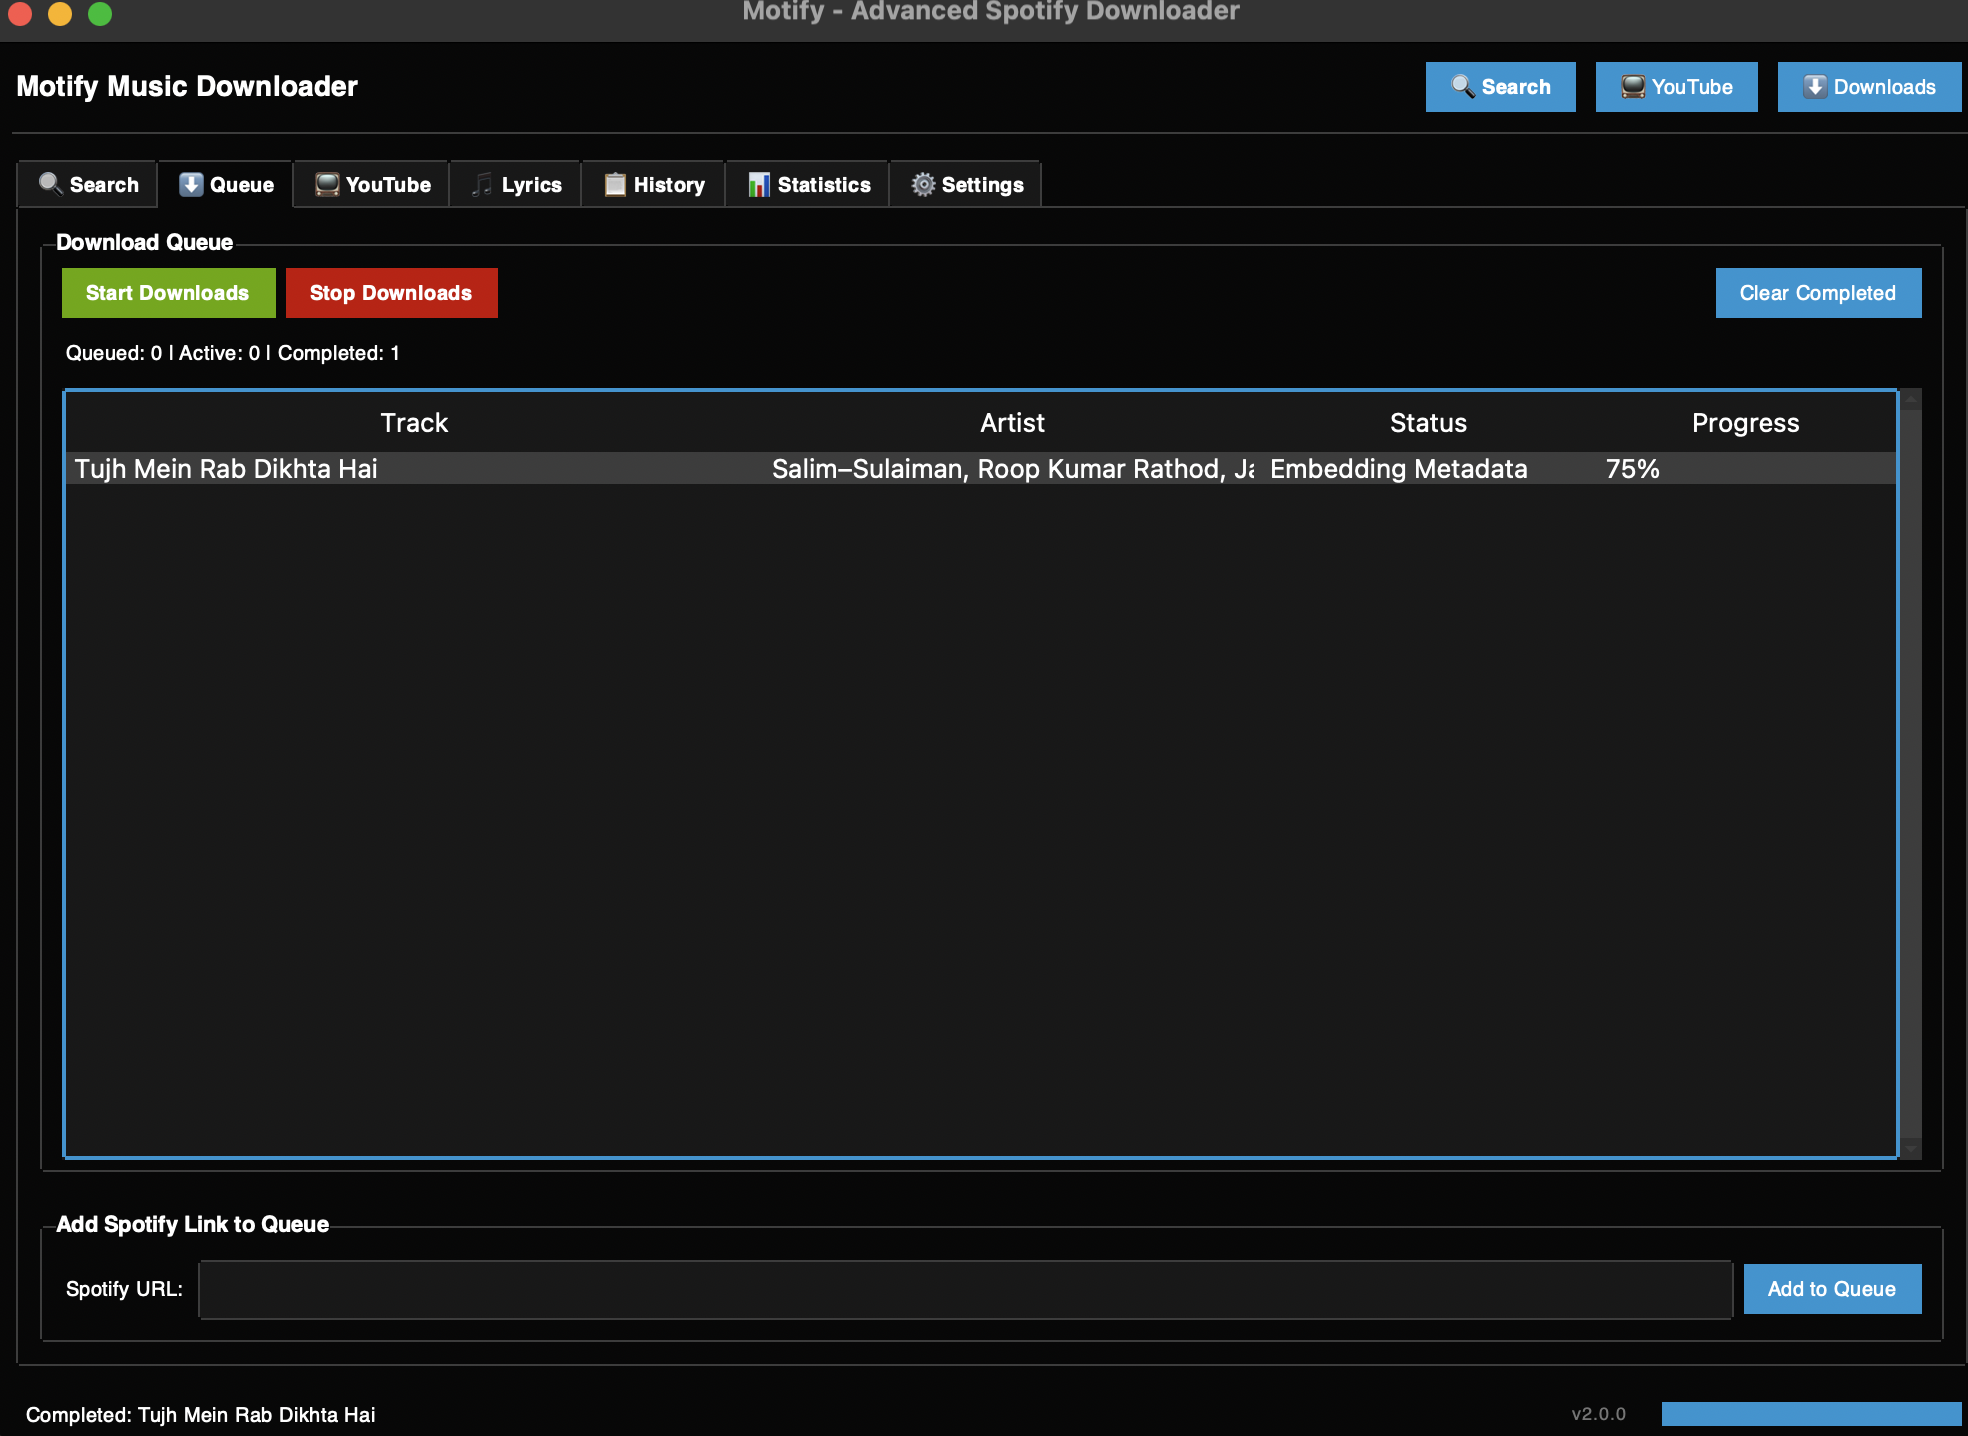 Motify - Advanced Spotify Downloader
Motify Music Downloader
Search
YouTube
Downloads
Search
Queue
YouTube
Lyrics
History
Statistics
Settings
Download Queue
Start Downloads
Stop Downloads
Clear Completed
Queued: 0 | Active: 0 | Completed: 1
Track Artist Status Progress
Tujh Mein Rab Dikhta Hai Salim–Sulaiman, Roop Kumar Rathod, Ja Embedding Metadata 75%
Add Spotify Link to Queue
Spotify URL:
Add to Queue
Completed: Tujh Mein Rab Dikhta Hai
v2.0.0